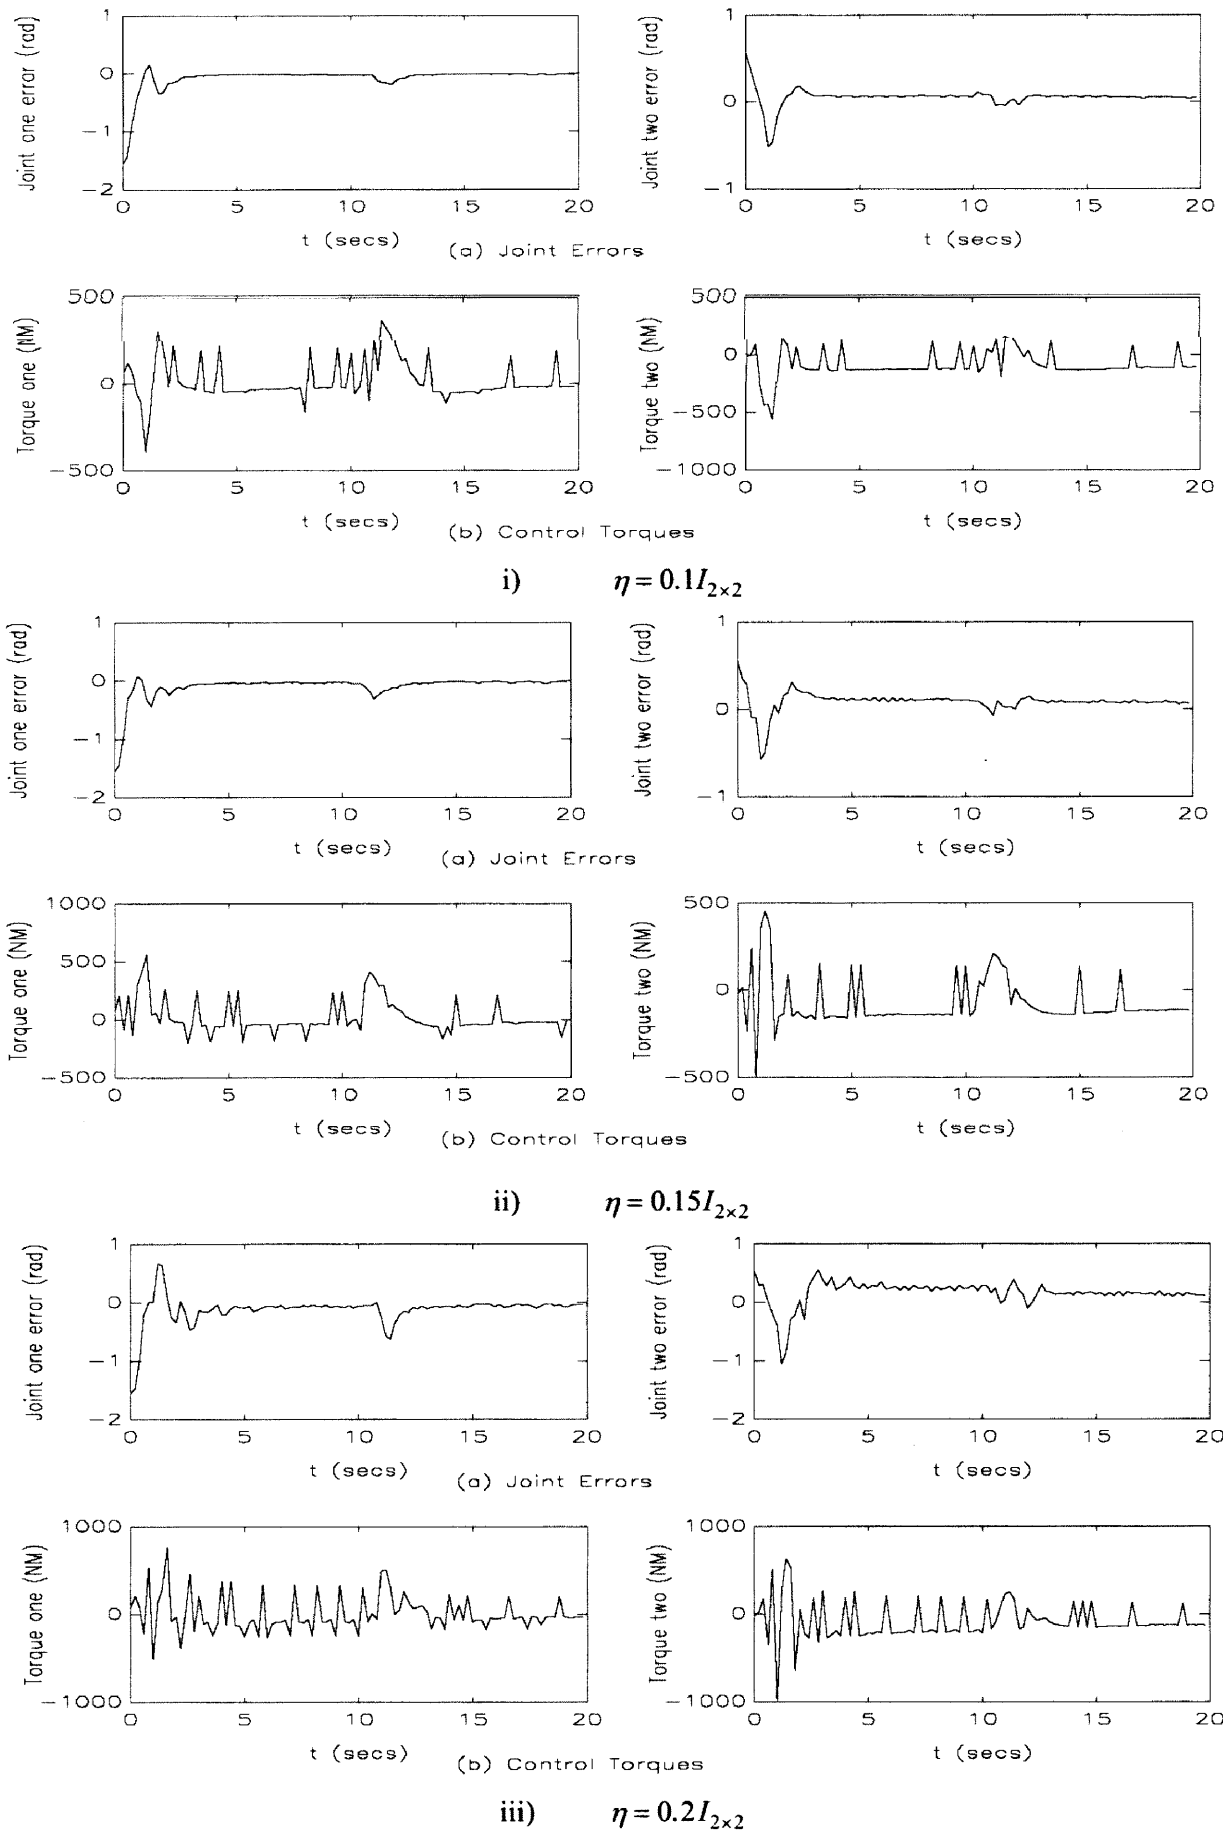 1
0
−1
−2
Joint one error (rad)
0 5 10 15 20
t (secs)
1
0
−1
Joint two error (rad)
0 5 10 15 20
t (secs)
(a) Joint Errors
500
0
−500
Torque one (NM)
0 5 10 15 20
t (secs)
500
0
−500
−1000
Torque two (NM)
0 5 10 15 20
t (secs)
(b) Control Torques
i) η = 0.1I2×2
1
0
−1
−2
Joint one error (rad)
0 5 10 15 20
t (secs)
1
0
−1
Joint two error (rad)
0 5 10 15 20
t (secs)
(a) Joint Errors
1000
500
0
−500
Torque one (NM)
0 5 10 15 20
t (secs)
500
0
−500
Torque two (NM)
0 5 10 15 20
t (secs)
(b) Control Torques
ii) η = 0.15I2×2
1
0
−1
−2
Joint one error (rad)
0 5 10 15 20
t (secs)
1
0
−1
−2
Joint two error (rad)
0 5 10 15 20
t (secs)
(a) Joint Errors
1000
0
−1000
Torque one (NM)
0 5 10 15 20
t (secs)
1000
0
−1000
Torque two (NM)
0 5 10 15 20
t (secs)
(b) Control Torques
iii) η = 0.2I2×2